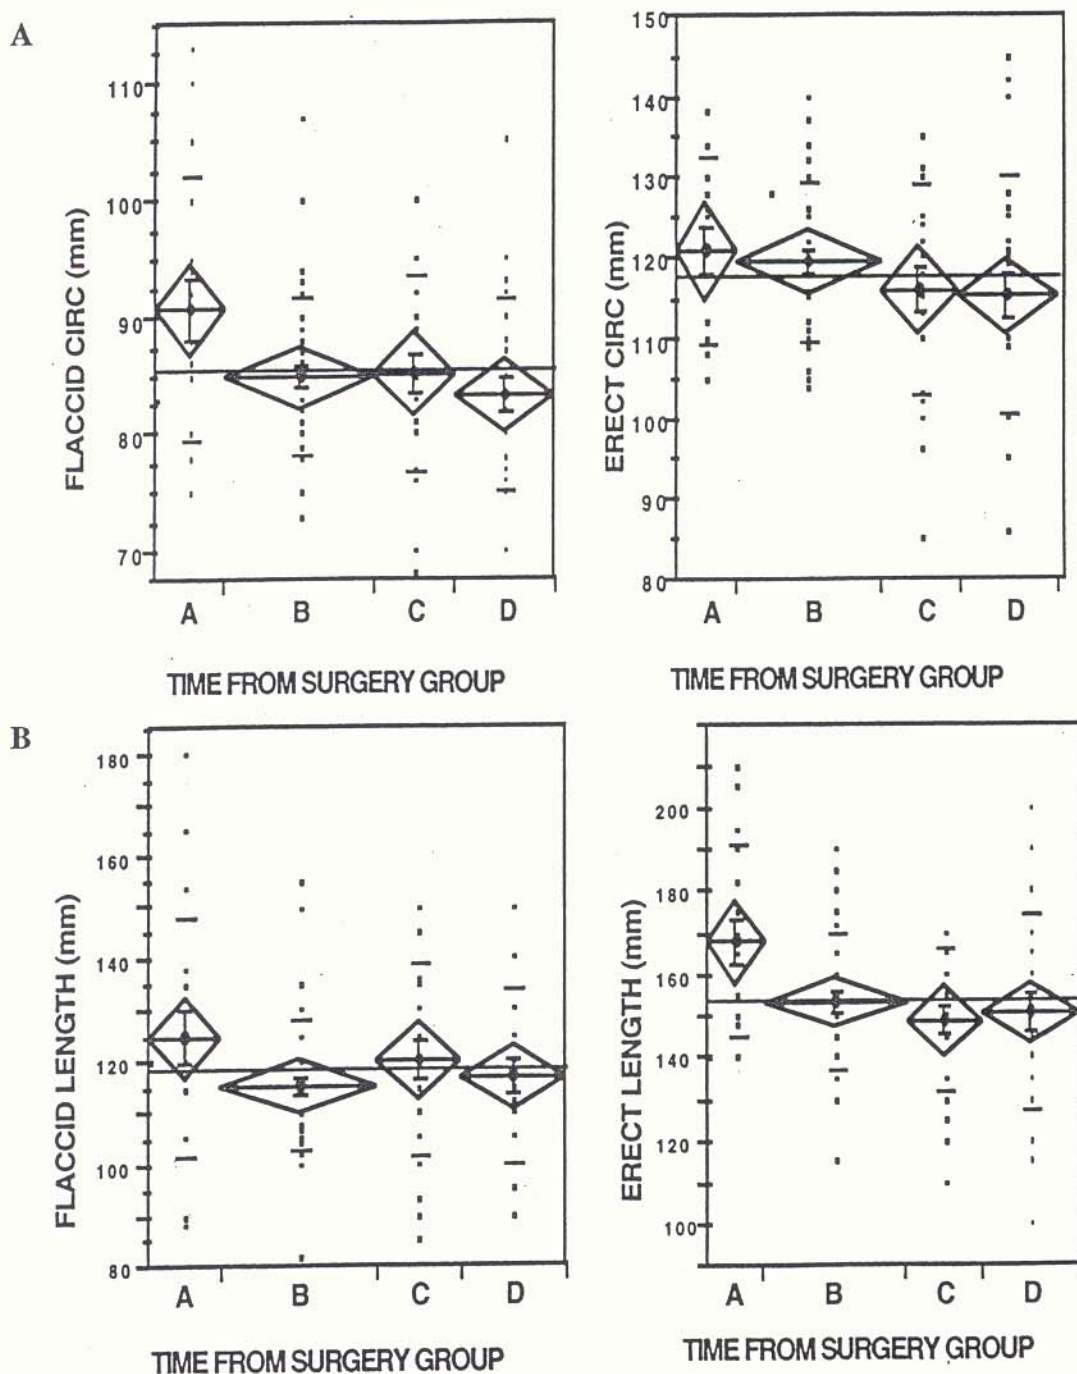 A
FLACCID CIRC (mm)
110
100
90
80
70
A B C D
TIME FROM SURGERY GROUP
ERECT CIRC (mm)
150
140
130
120
110
100
90
80
A B C D
TIME FROM SURGERY GROUP
B
FLACCID LENGTH (mm)
180
160
140
120
100
80
A B C D
TIME FROM SURGERY GROUP
ERECT LENGTH (mm)
200
180
160
140
120
100
A B C D
TIME FROM SURGERY GROUP